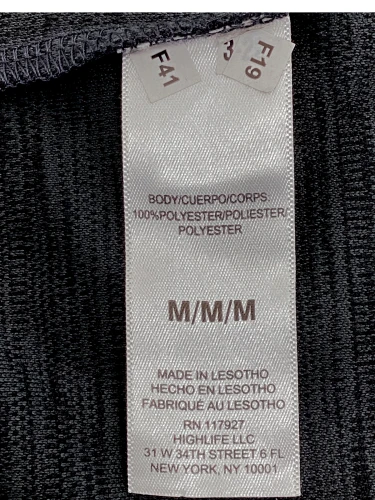 F41
3
F19
BODY/CUERPO/CORPS:
100%POLYESTER/POLIESTER/
POLYESTER
M/M/M
MADE IN LESOTHO
HECHO EN LESOTHO
FABRIQUÉ AU LESOTHO
RN 117927
HIGHLIFE LLC
31 W 34TH STREET 6 FL
NEW YORK, NY 10001